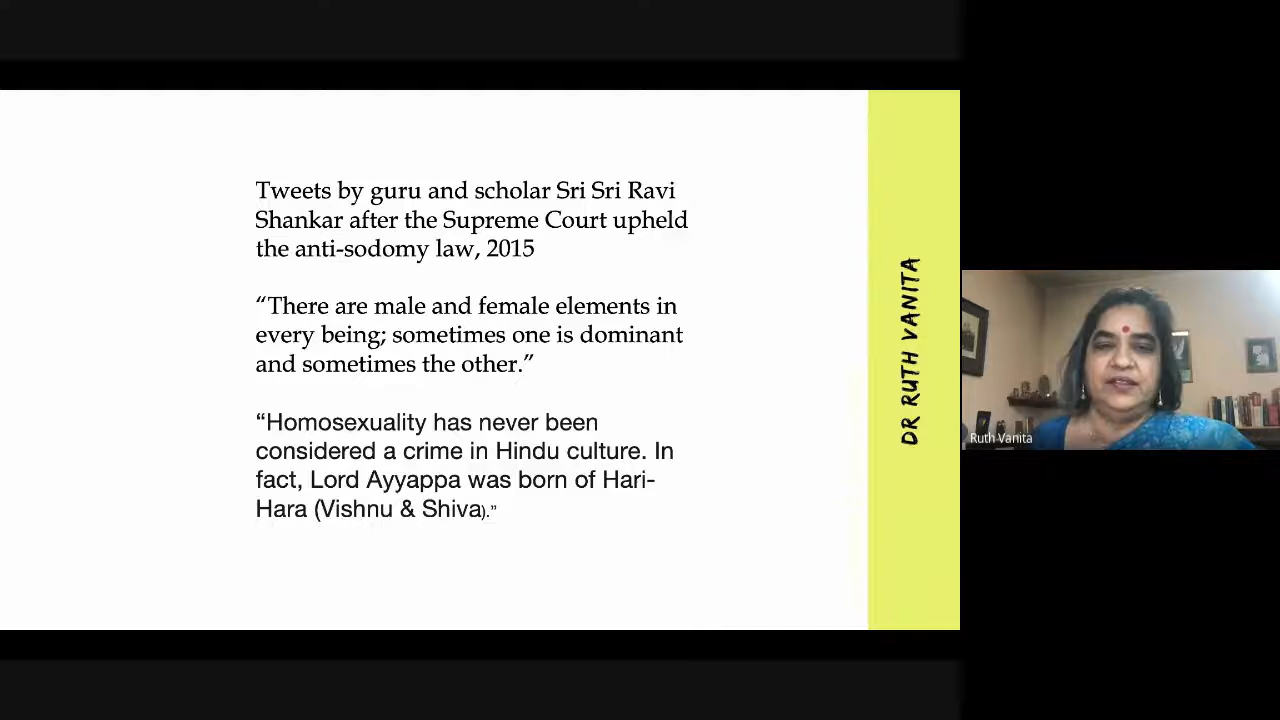 Tweets by guru and scholar Sri Sri Ravi
Shankar after the Supreme Court upheld
the anti-sodomy law, 2015
“There are male and female elements in
every being; sometimes one is dominant
and sometimes the other.”
“Homosexuality has never been
considered a crime in Hindu culture. In
fact, Lord Ayyappa was born of Hari-
Hara (Vishnu & Shiva).”
DR RUTH VANITA
Ruth Vanita